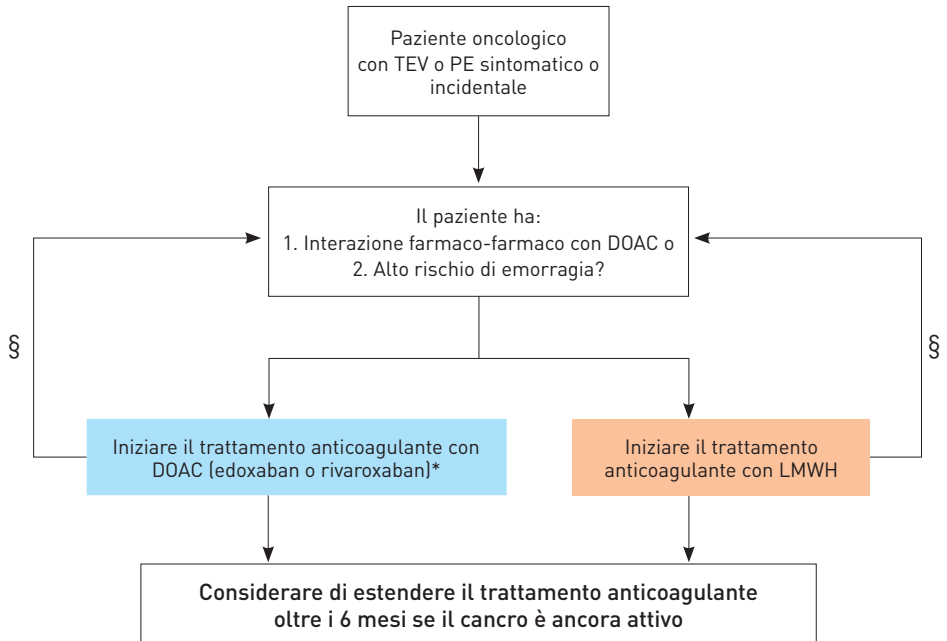 Paziente oncologico
con TEV o PE sintomatico o
incidentale
Il paziente ha:
1. Interazione farmaco-farmaco con DOAC o
2. Alto rischio di emorragia?
§
§
Iniziare il trattamento anticoagulante con
DOAC (edoxaban o rivaroxaban)*
Iniziare il trattamento
anticoagulante con LMWH
Considerare di estendere il trattamento anticoagulante
oltre i 6 mesi se il cancro è ancora attivo